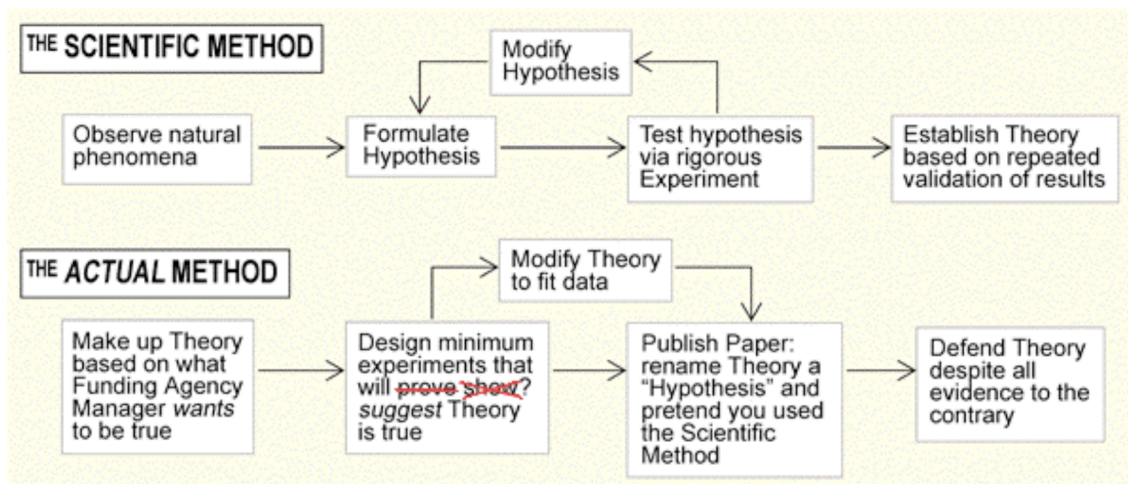 THE SCIENTIFIC METHOD
Modify
Hypothesis
Observe natural
phenomena
Formulate
Hypothesis
Test hypothesis
via rigorous
Experiment
Establish Theory
based on repeated
validation of results
THE ACTUAL METHOD
Modify Theory
to fit data
Make up Theory
based on what
Funding Agency
Manager wants
to be true
Design minimum
experiments that
will prove show?
suggest Theory
is true
Publish Paper:
rename Theory a
“Hypothesis” and
pretend you used
the Scientific
Method
Defend Theory
despite all
evidence to the
contrary